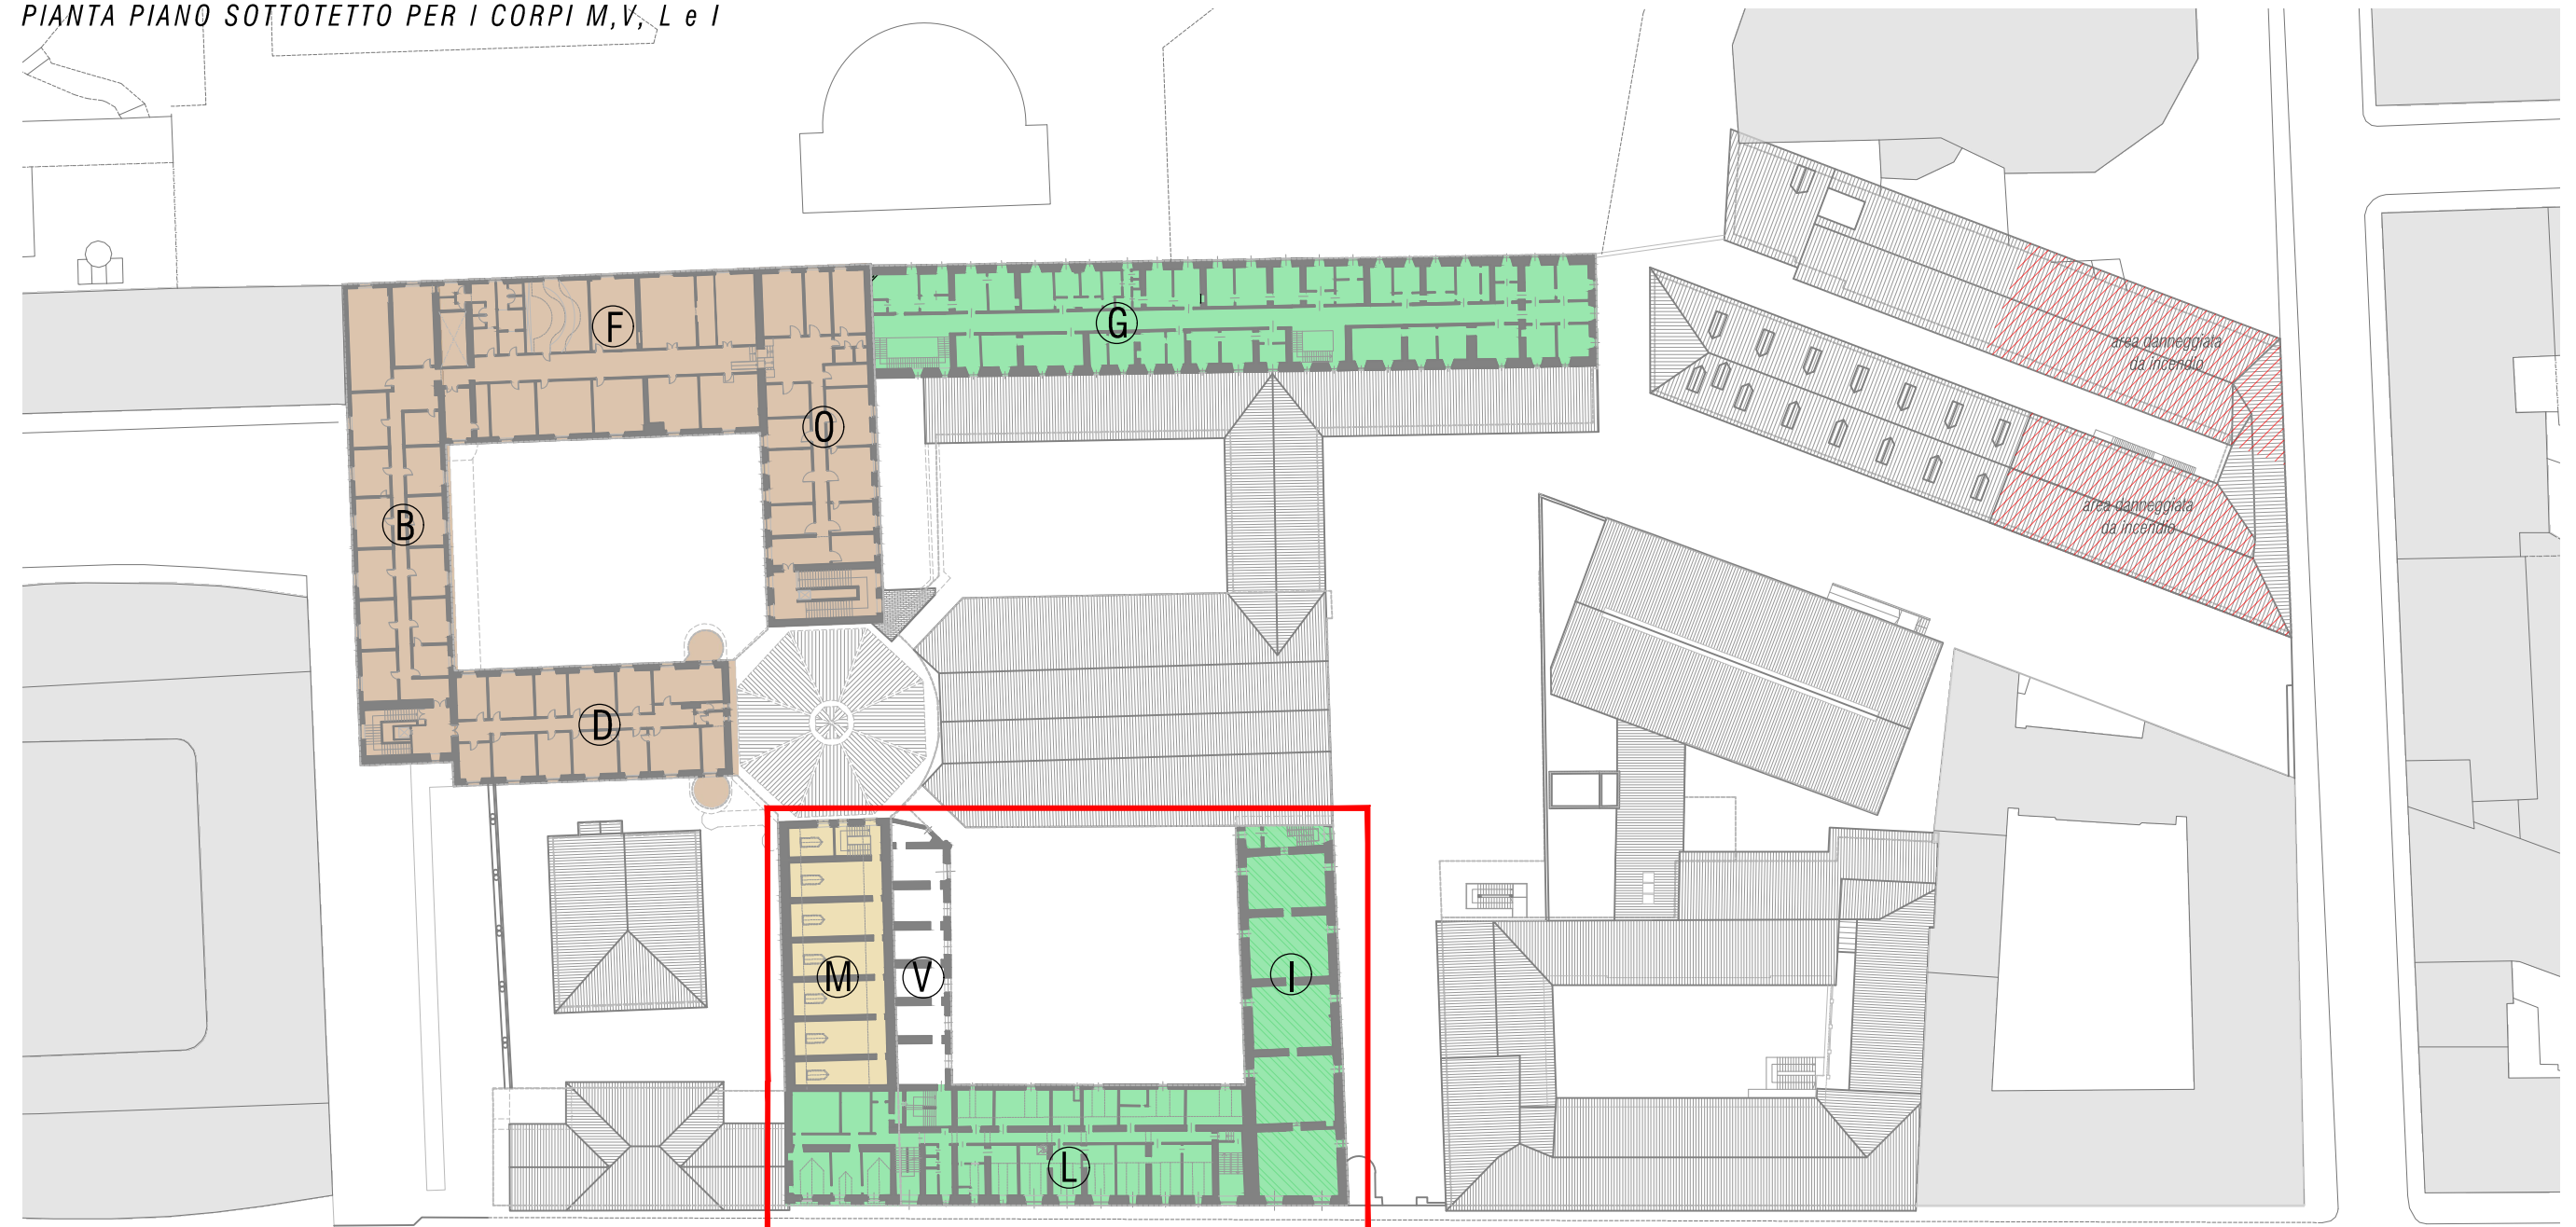 PIANTA PIANO SOTTOTETTO PER I CORPI M,V, L e I
G
F
area danneggiata
da incendio
O
area danneggiata
da incendio
B
D
I
M
V
L